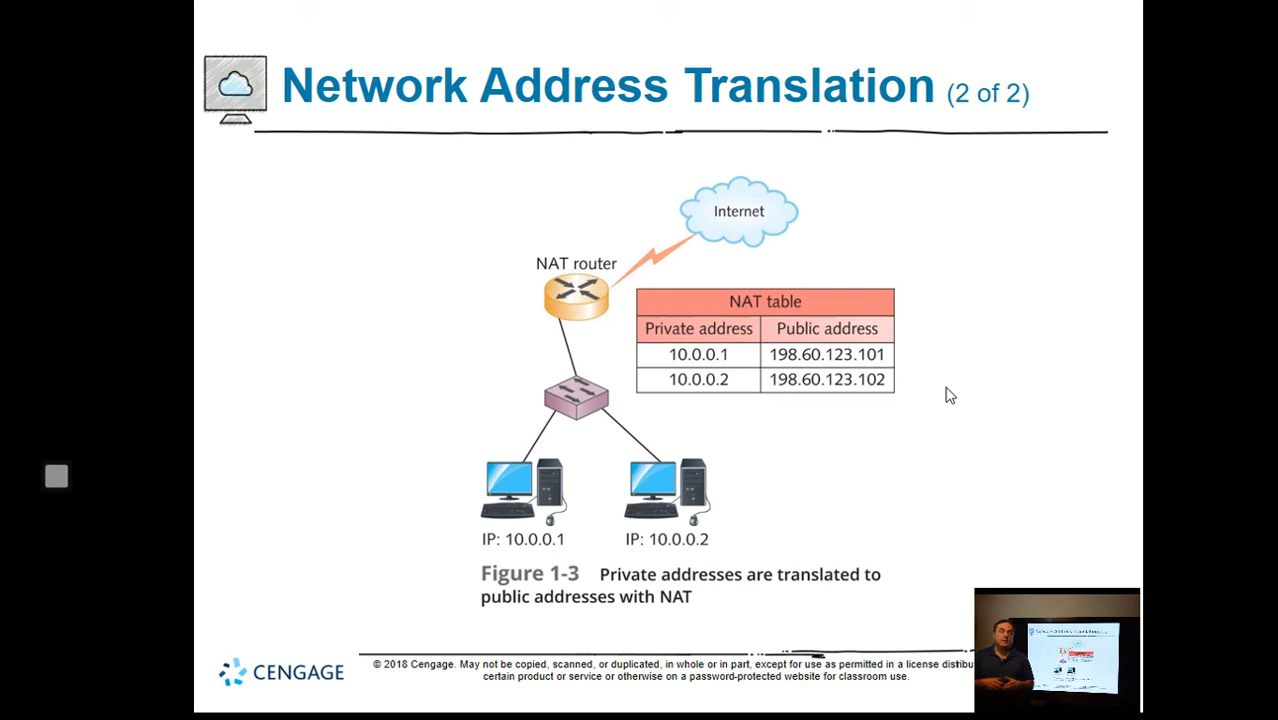 Network Address Translation (2 of 2)
Internet
NAT router
NAT table
Private address Public address
10.0.0.1 198.60.123.101
10.0.0.2 198.60.123.102
IP: 10.0.0.1 IP: 10.0.0.2
Figure 1-3 Private addresses are translated to
public addresses with NAT
CENGAGE
© 2018 Cengage. May not be copied, scanned, or duplicated, in whole or in part, except for use as permitted in a license distribu
certain product or service or otherwise on a password-protected website for classroom use.
Network Address Translation